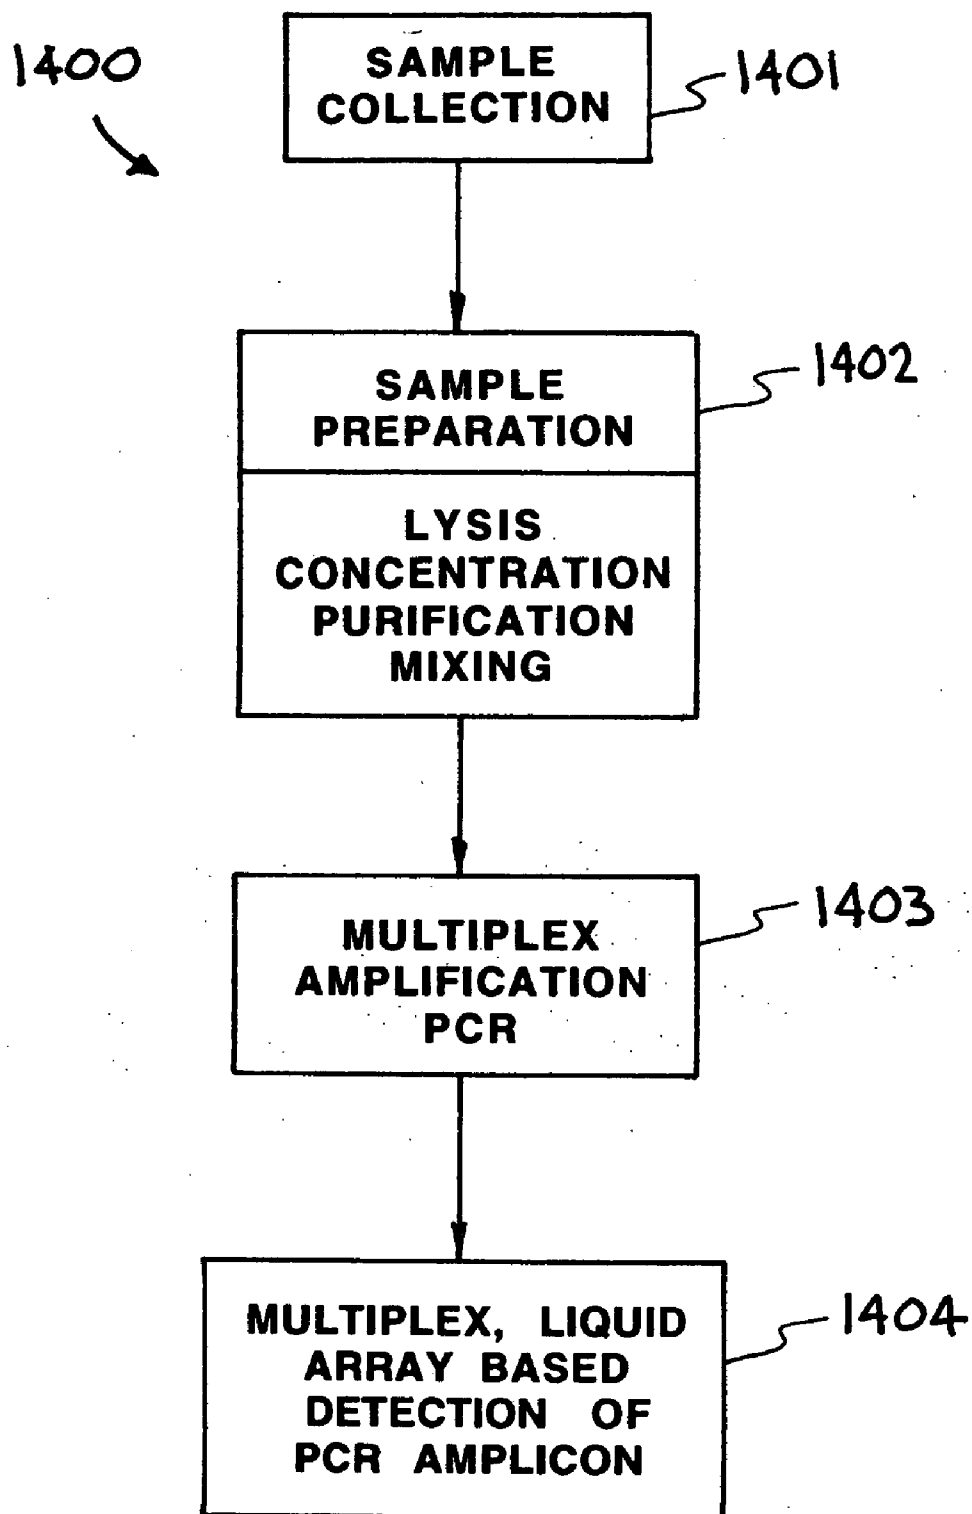 1400
SAMPLE
COLLECTION
1401
SAMPLE
PREPARATION
1402
LYSIS
CONCENTRATION
PURIFICATION
MIXING
MULTIPLEX
AMPLIFICATION
PCR
1403
MULTIPLEX, LIQUID
ARRAY BASED
DETECTION OF
PCR AMPLICON
1404